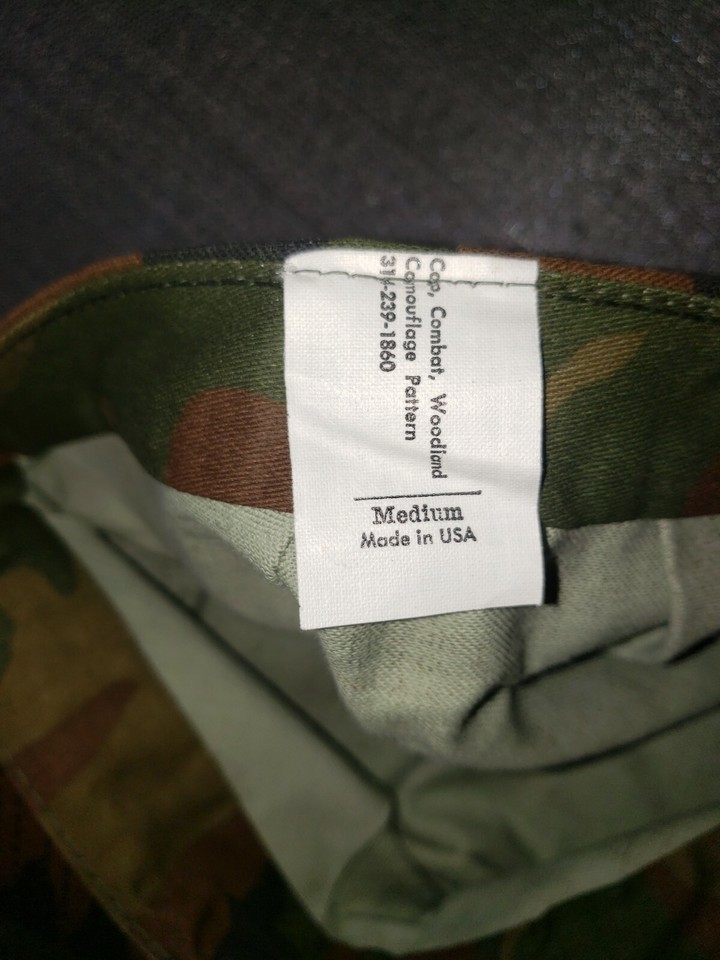 Cap, Combat, Woodland
Camouflage Pattern
314-239-1860
Medium
Made in USA